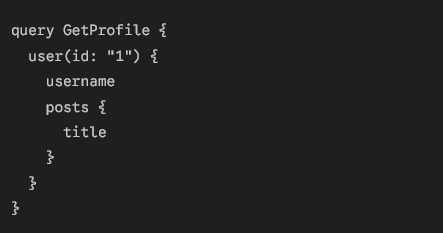 query GetProfile {
  user(id: "1") {
    username
    posts {
      title
    }
  }
}